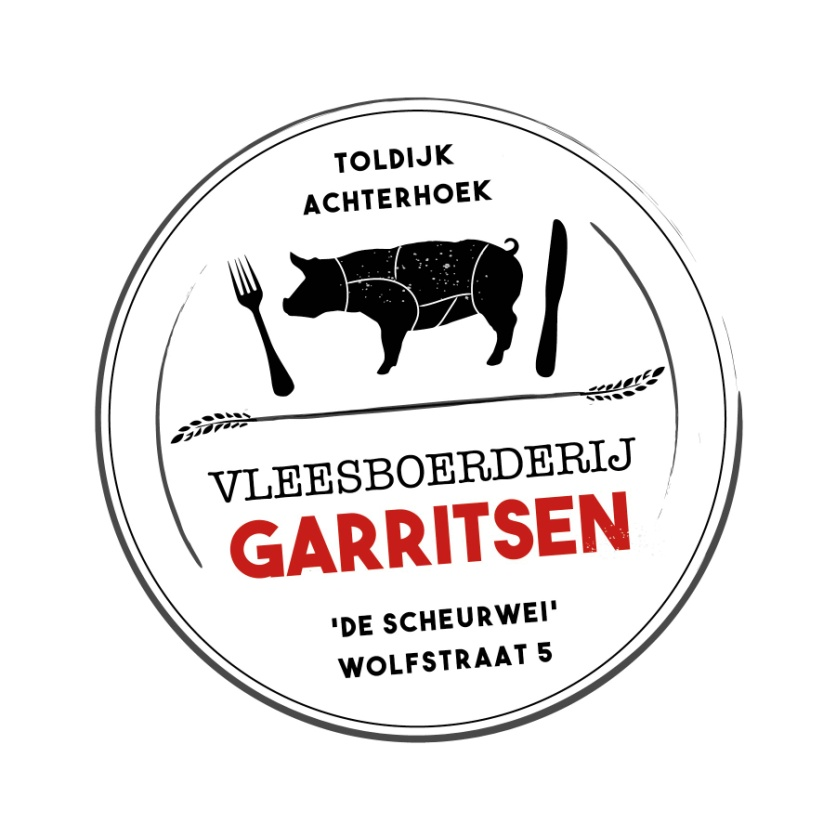 TOLDIJK
ACHTERHOEK
VLEESBOERDERIJ
GARRITSEN
'DE SCHEURWEI'
WOLFSTRAAT 5